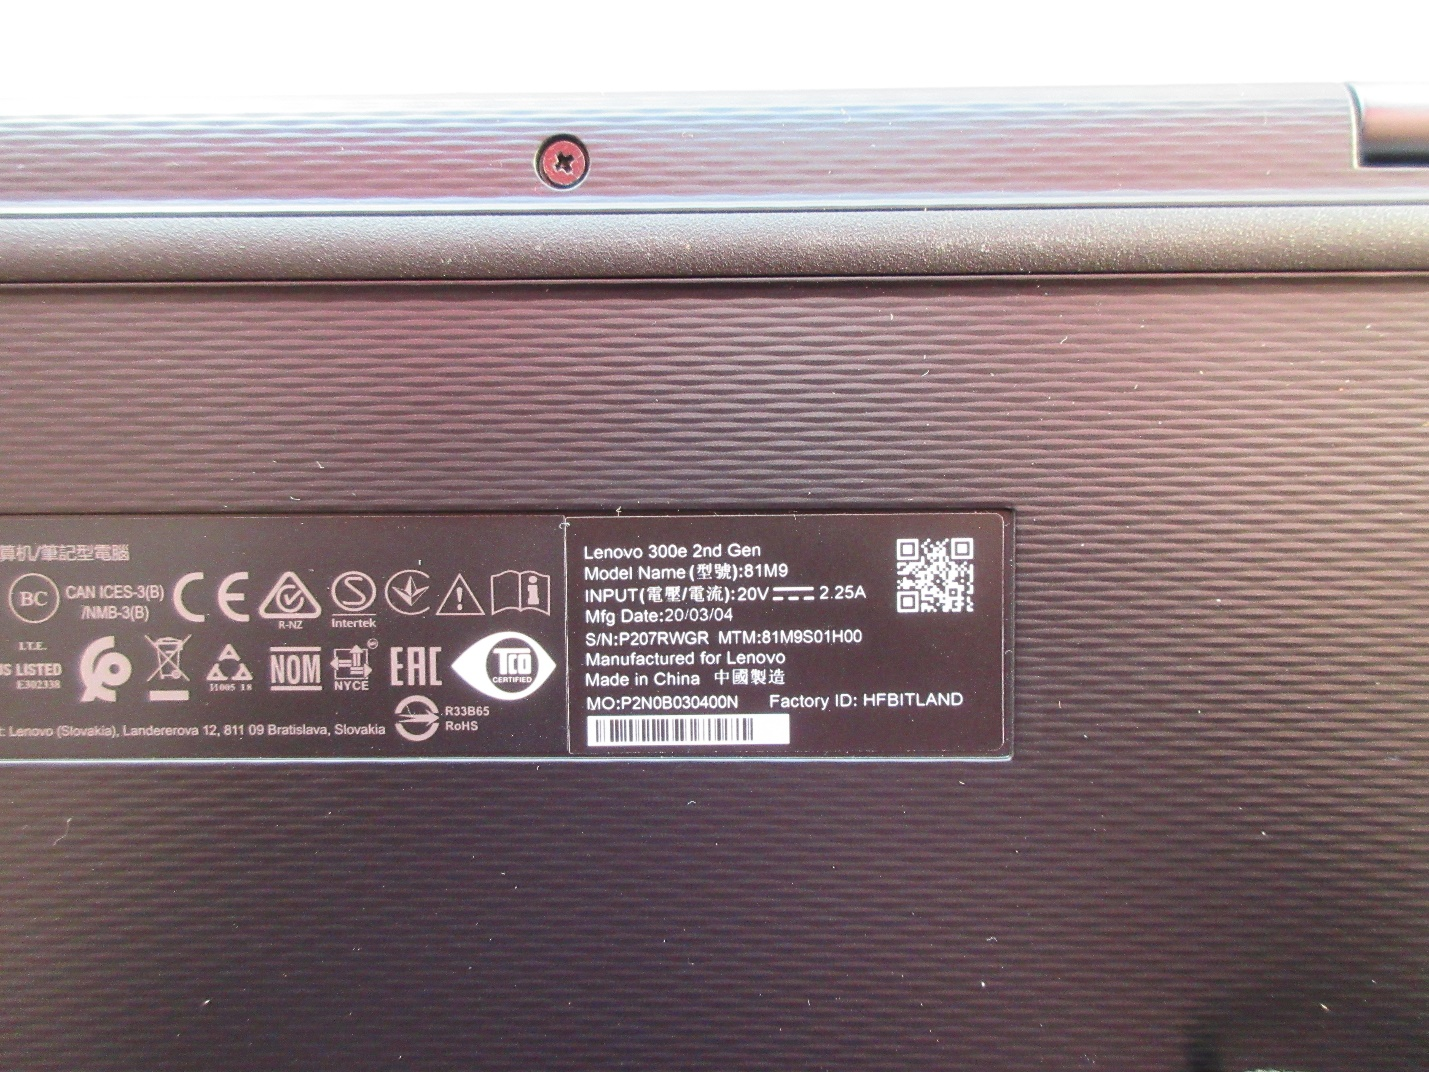 算机/筆記型電腦
BC
CAN ICES-3(B)
/NMB-3(B)
CE
R-NZ
Intertek
I.T.E.
US LISTED
E302338
11005 18
NOM
NYCE
EAC
TCO
CERTIFIED
R33B65
RoHS
t: Lenovo (Slovakia), Landererova 12, 811 09 Bratislava, Slovakia
Lenovo 300e 2nd Gen
Model Name(型號):81M9
INPUT(電壓/電流):20V 2.25A
Mfg Date:20/03/04
S/N:P207RWGR MTM:81M9S01H00
Manufactured for Lenovo
Made in China 中國製造
MO:P2N0B030400N Factory ID: HFBITLAND